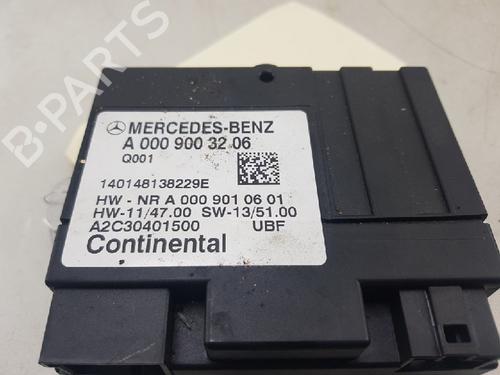 MERCEDES-BENZ
A 000 900 32 06
Q001
140148138229E
HW - NR A 000 901 06 01
HW-11/47.00 SW-13/51.00
A2C30401500 UBF
Continental
B-PARTS